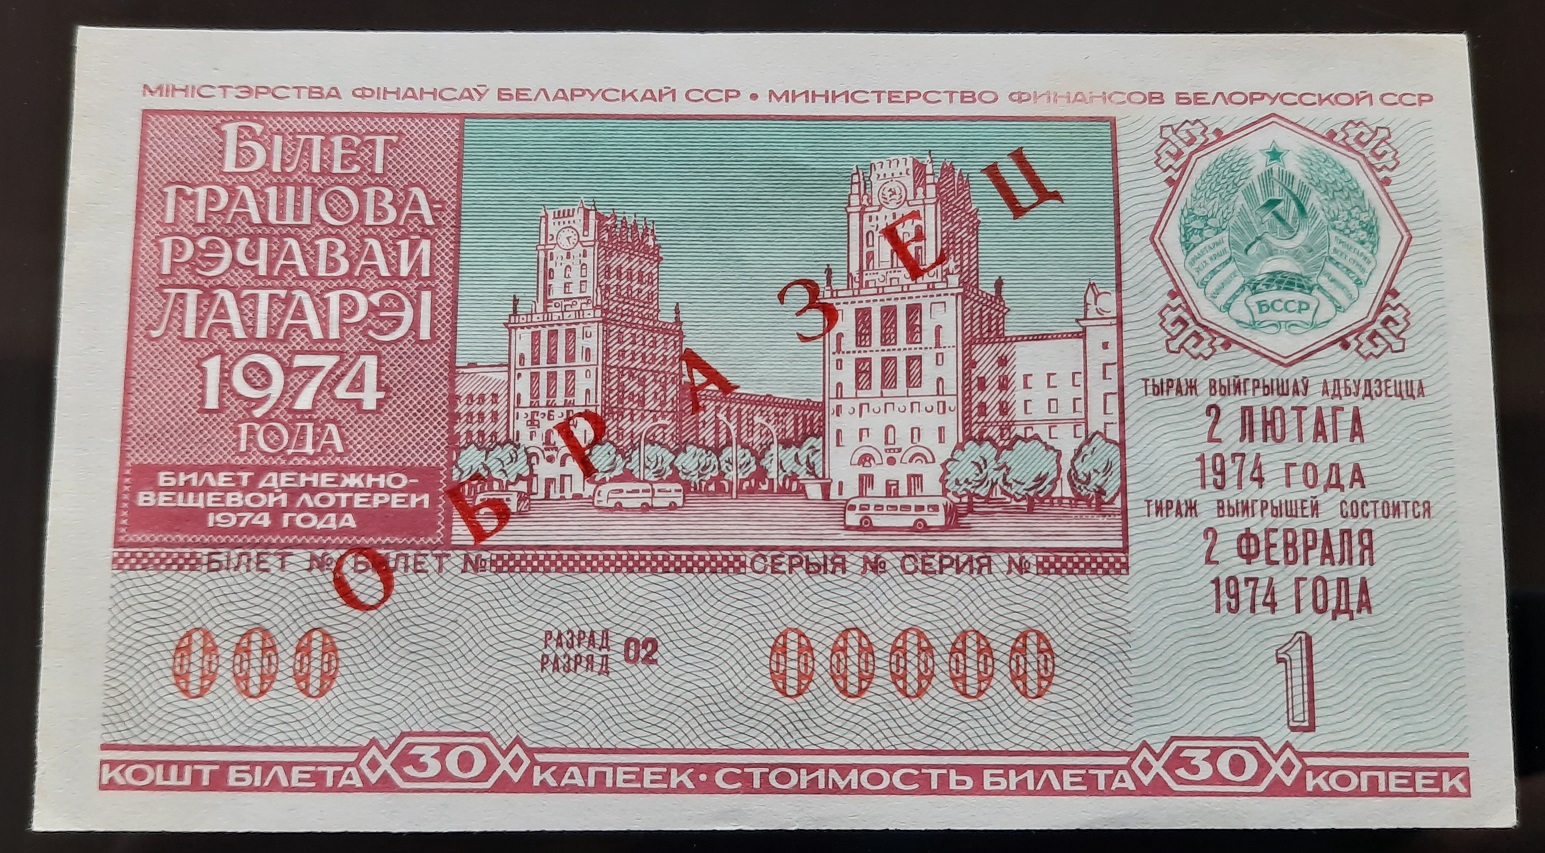 МІНІСТЭРСТВА ФІНАНСАЎ БЕЛАРУСКАЙ ССР • МИНИСТЕРСТВО ФИНАНСОВ БЕЛОРУССКОЙ ССР
БІЛЕТ
ГРАШОВА-
РЭЧАВАЙ
ЛАТАРЭІ
1974
ГОДА
БИЛЕТ ДЕНЕЖНО-
ВЕЩЕВОЙ ЛОТЕРЕИ
1974 ГОДА
ОБРАЗЕЦ
БССР
ТЫРАЖ ВЫЙГРЫШАЎ АДБУДЗЕЦЦА
2 ЛЮТАГА
1974 ГОДА
ТИРАЖ ВЫИГРЫШЕЙ СОСТОИТСЯ
2 ФЕВРАЛЯ
1974 ГОДА
1
БІЛЕТ № БИЛЕТ №
СЕРЫЯ № СЕРИЯ №
000
РАЗРАД
РАЗРЯД
02
00000
КОШТ БІЛЕТА 30 КАПЕЕК • СТОИМОСТЬ БИЛЕТА 30 КОПЕЕК